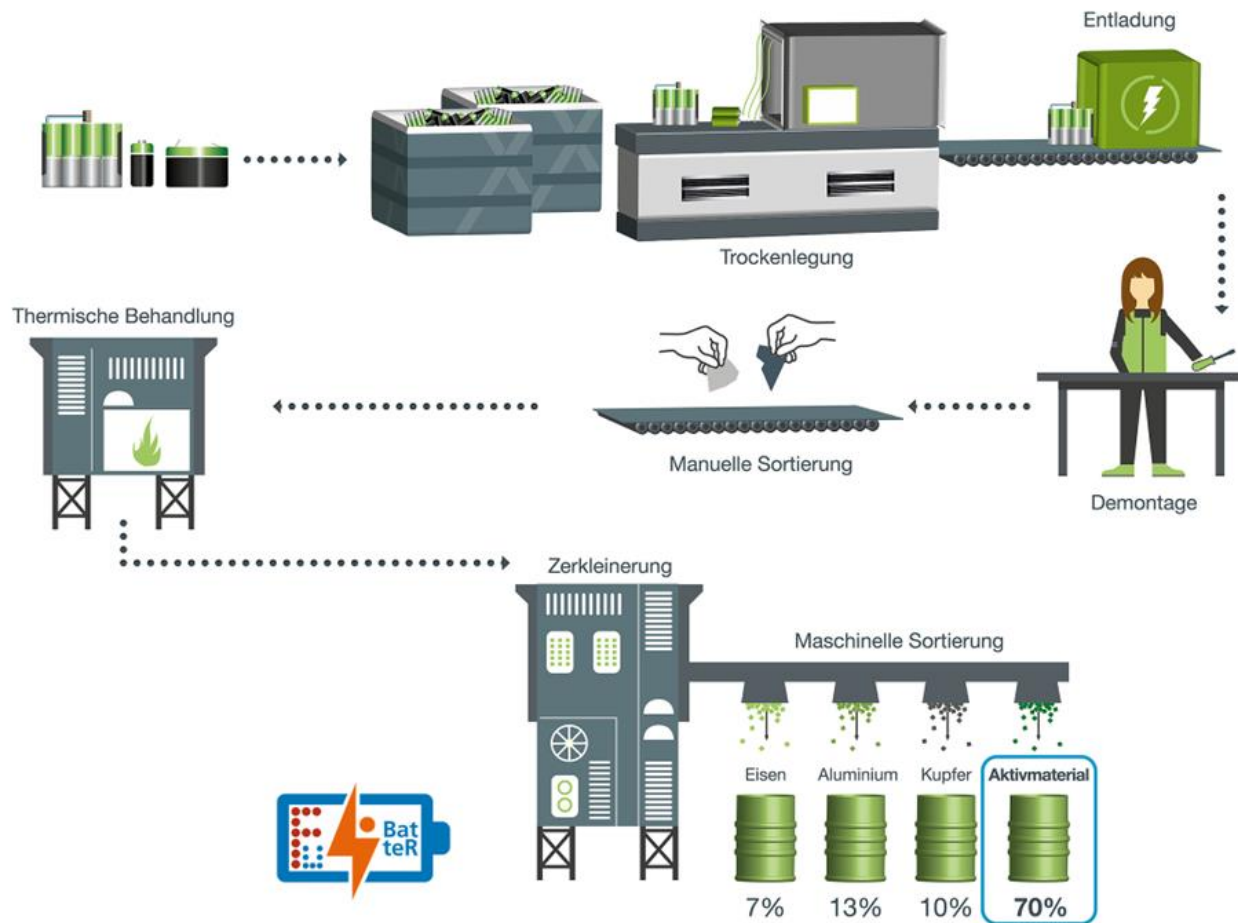 Entladung
Trockenlegung
Thermische Behandlung
Manuelle Sortierung
Demontage
Zerkleinerung
Maschinelle Sortierung
Eisen Aluminium Kupfer Aktivmaterial
Bat
teR
7% 13% 10% 70%